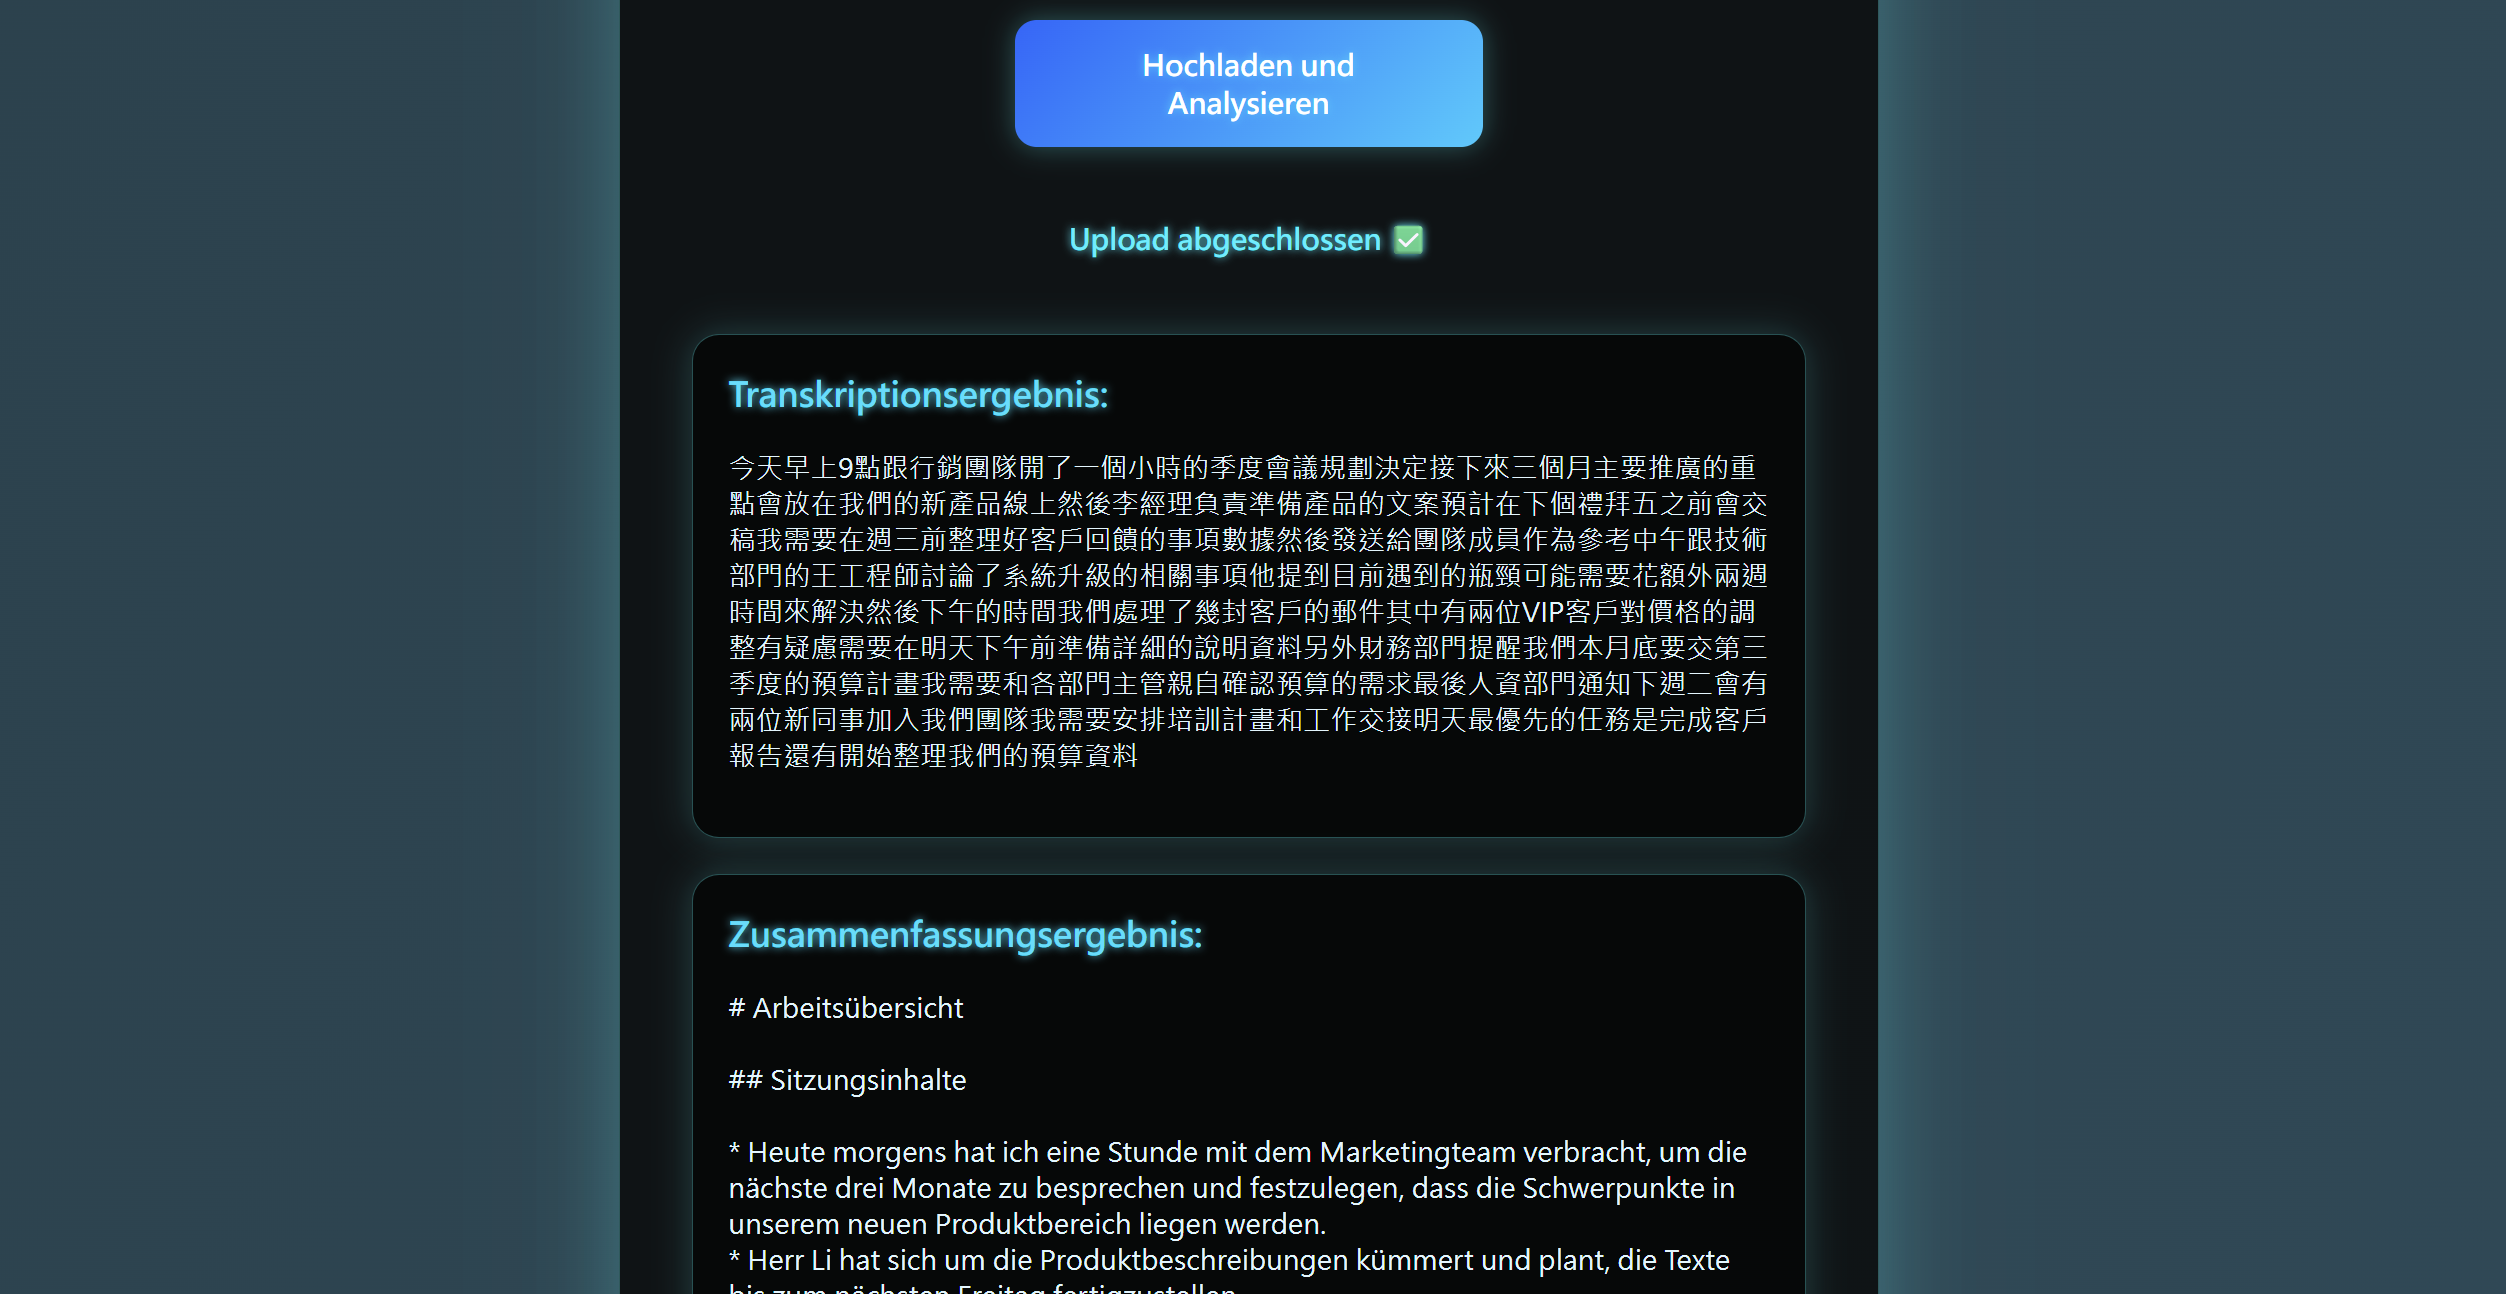 Hochladen und
Analysieren
Upload abgeschlossen ✅
Transkriptionsergebnis:
今天早上9點跟行銷團隊開了一個小時的季度會議規劃決定接下來三個月主要推廣的重
點會放在我們的新產品線上然後李經理負責準備產品的文案預計在下個禮拜五之前會交
稿我需要在週三前整理好客戶回饋的事項數據然後發送給團隊成員作為參考中午跟技術
部門的王工程師討論了系統升級的相關事項他提到目前遇到的瓶頸可能需要花額外兩週
時間來解決然後下午的時間我們處理了幾封客戶的郵件其中有兩位VIP客戶對價格的調
整有疑慮需要在明天下午前準備詳細的說明資料另外財務部門提醒我們本月底要交第三
季度的預算計畫我需要和各部門主管親自確認預算的需求最後人資部門通知下週二會有
兩位新同事加入我們團隊我需要安排培訓計畫和工作交接明天最優先的任務是完成客戶
報告還有開始整理我們的預算資料
Zusammenfassungsergebnis:
# Arbeitsübersicht
## Sitzungsinhalte
* Heute morgens hat ich eine Stunde mit dem Marketingteam verbracht, um die
nächste drei Monate zu besprechen und festzulegen, dass die Schwerpunkte in
unserem neuen Produktbereich liegen werden.
* Herr Li hat sich um die Produktbeschreibungen kümmert und plant, die Texte
bis zum nächsten Freitag fertigzustellen.